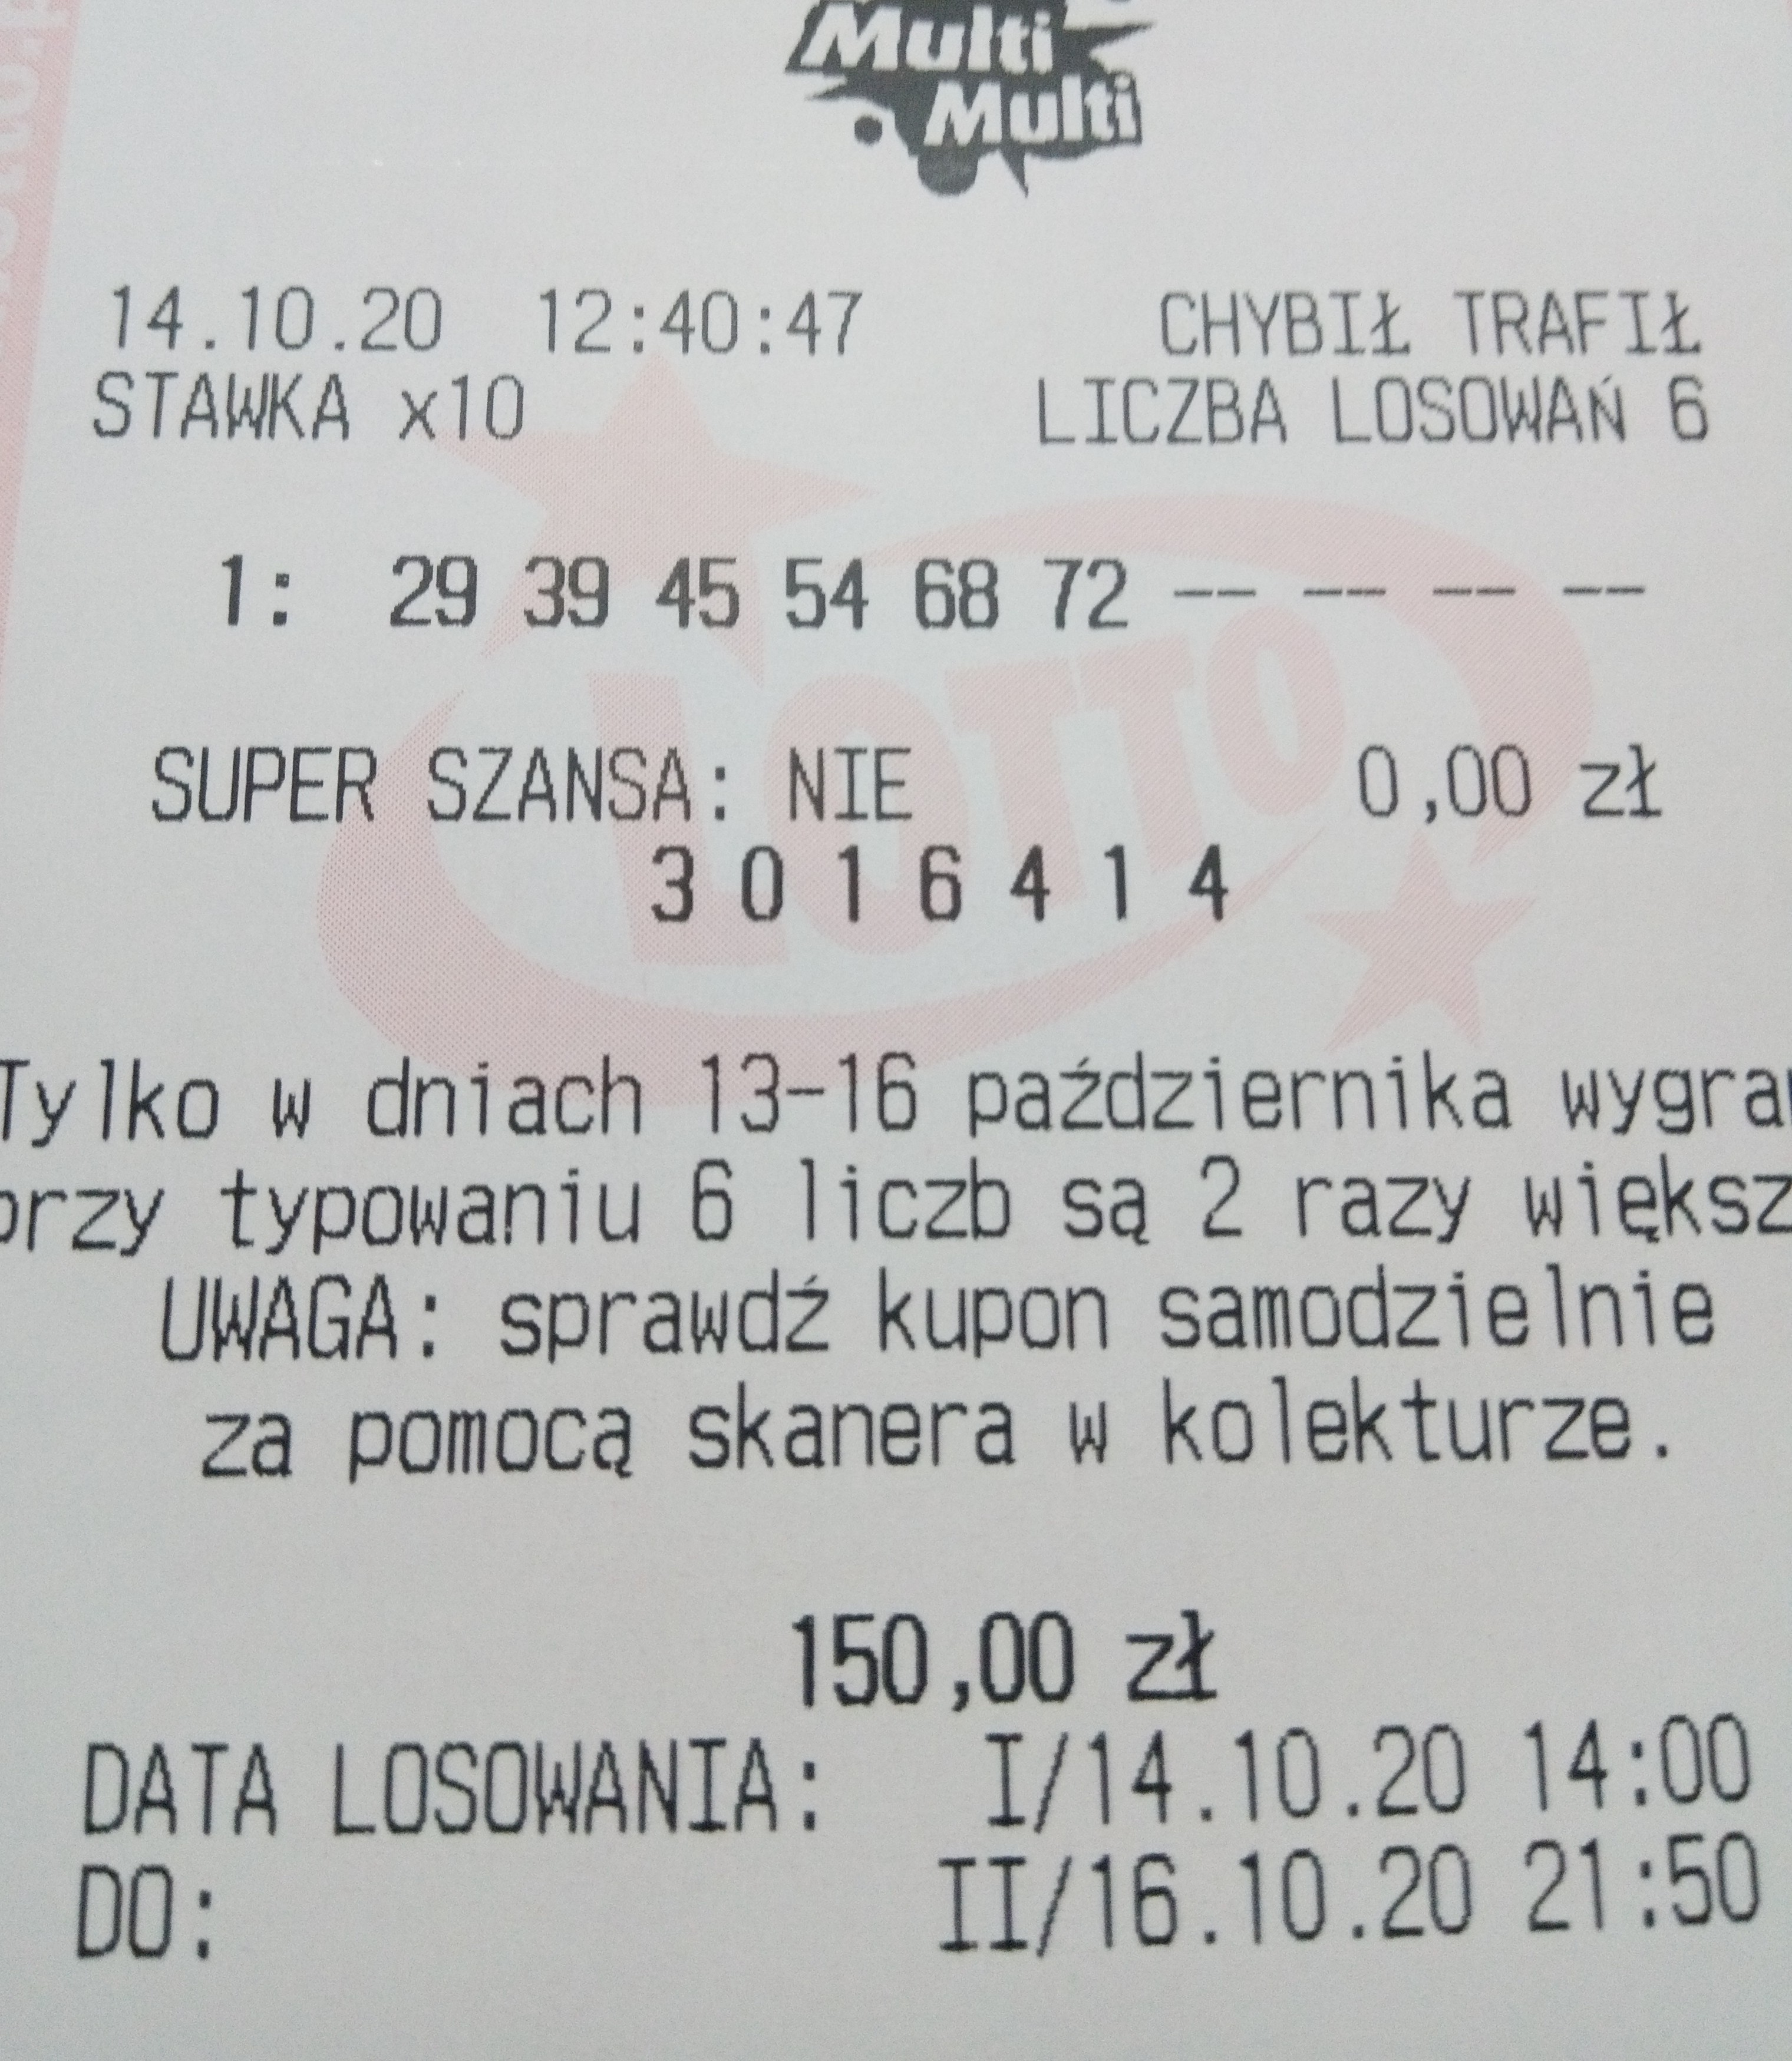 Multi
Multi
14.10.20 12:40:47 CHYBIŁ TRAFIŁ
STAWKA x10 LICZBA LOSOWAŃ 6
1: 29 39 45 54 68 72 -- -- -- --
LOTTO
SUPER SZANSA: NIE 0,00 zł
3 0 1 6 4 1 4
Tylko w dniach 13-16 października wygra
przy typowaniu 6 liczb są 2 razy większ
UWAGA: sprawdź kupon samodzielnie
za pomocą skanera w kolekturze.
150,00 zł
DATA LOSOWANIA: I/14.10.20 14:00
DO: II/16.10.20 21:50